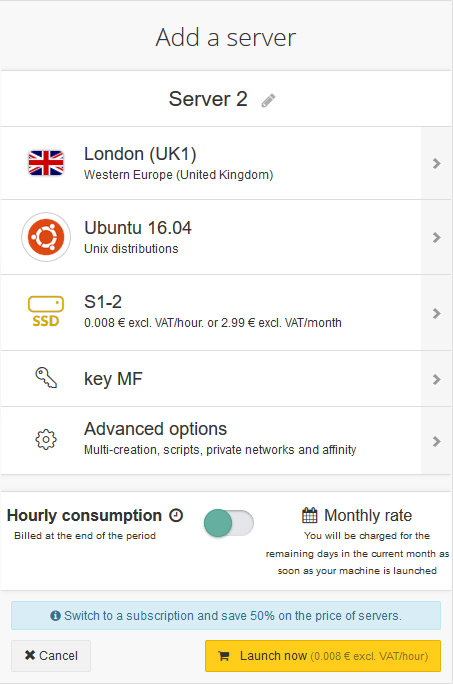 Add a server
Server 2
London (UK1)
Western Europe (United Kingdom)
Ubuntu 16.04
Unix distributions
SSD
S1-2
0.008 € excl. VAT/hour. or 2.99 € excl. VAT/month
key MF
Advanced options
Multi-creation, scripts, private networks and affinity
Hourly consumption
Billed at the end of the period
Monthly rate
You will be charged for the
remaining days in the current month as
soon as your machine is launched
Switch to a subscription and save 50% on the price of servers.
Cancel
Launch now (0.008 € excl. VAT/hour)